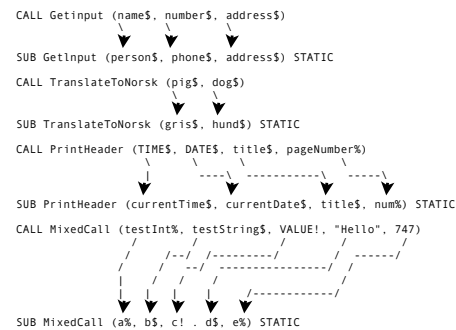 CALL Getinput (name$, number$, address$)
SUB GetInput (person$, phone$, address$) STATIC
CALL TranslateToNorsk (pig$, dog$)
SUB TranslateToNorsk (gris$, hund$) STATIC
CALL PrintHeader (TIME$, DATE$, title$, pageNumber%)
SUB PrintHeader (currentTime$, currentDate$, title$, num%) STATIC
CALL MixedCall (testInt%, testString$, VALUE!, "Hello", 747)
SUB MixedCall (a%, b$, c! . d$, e%) STATIC